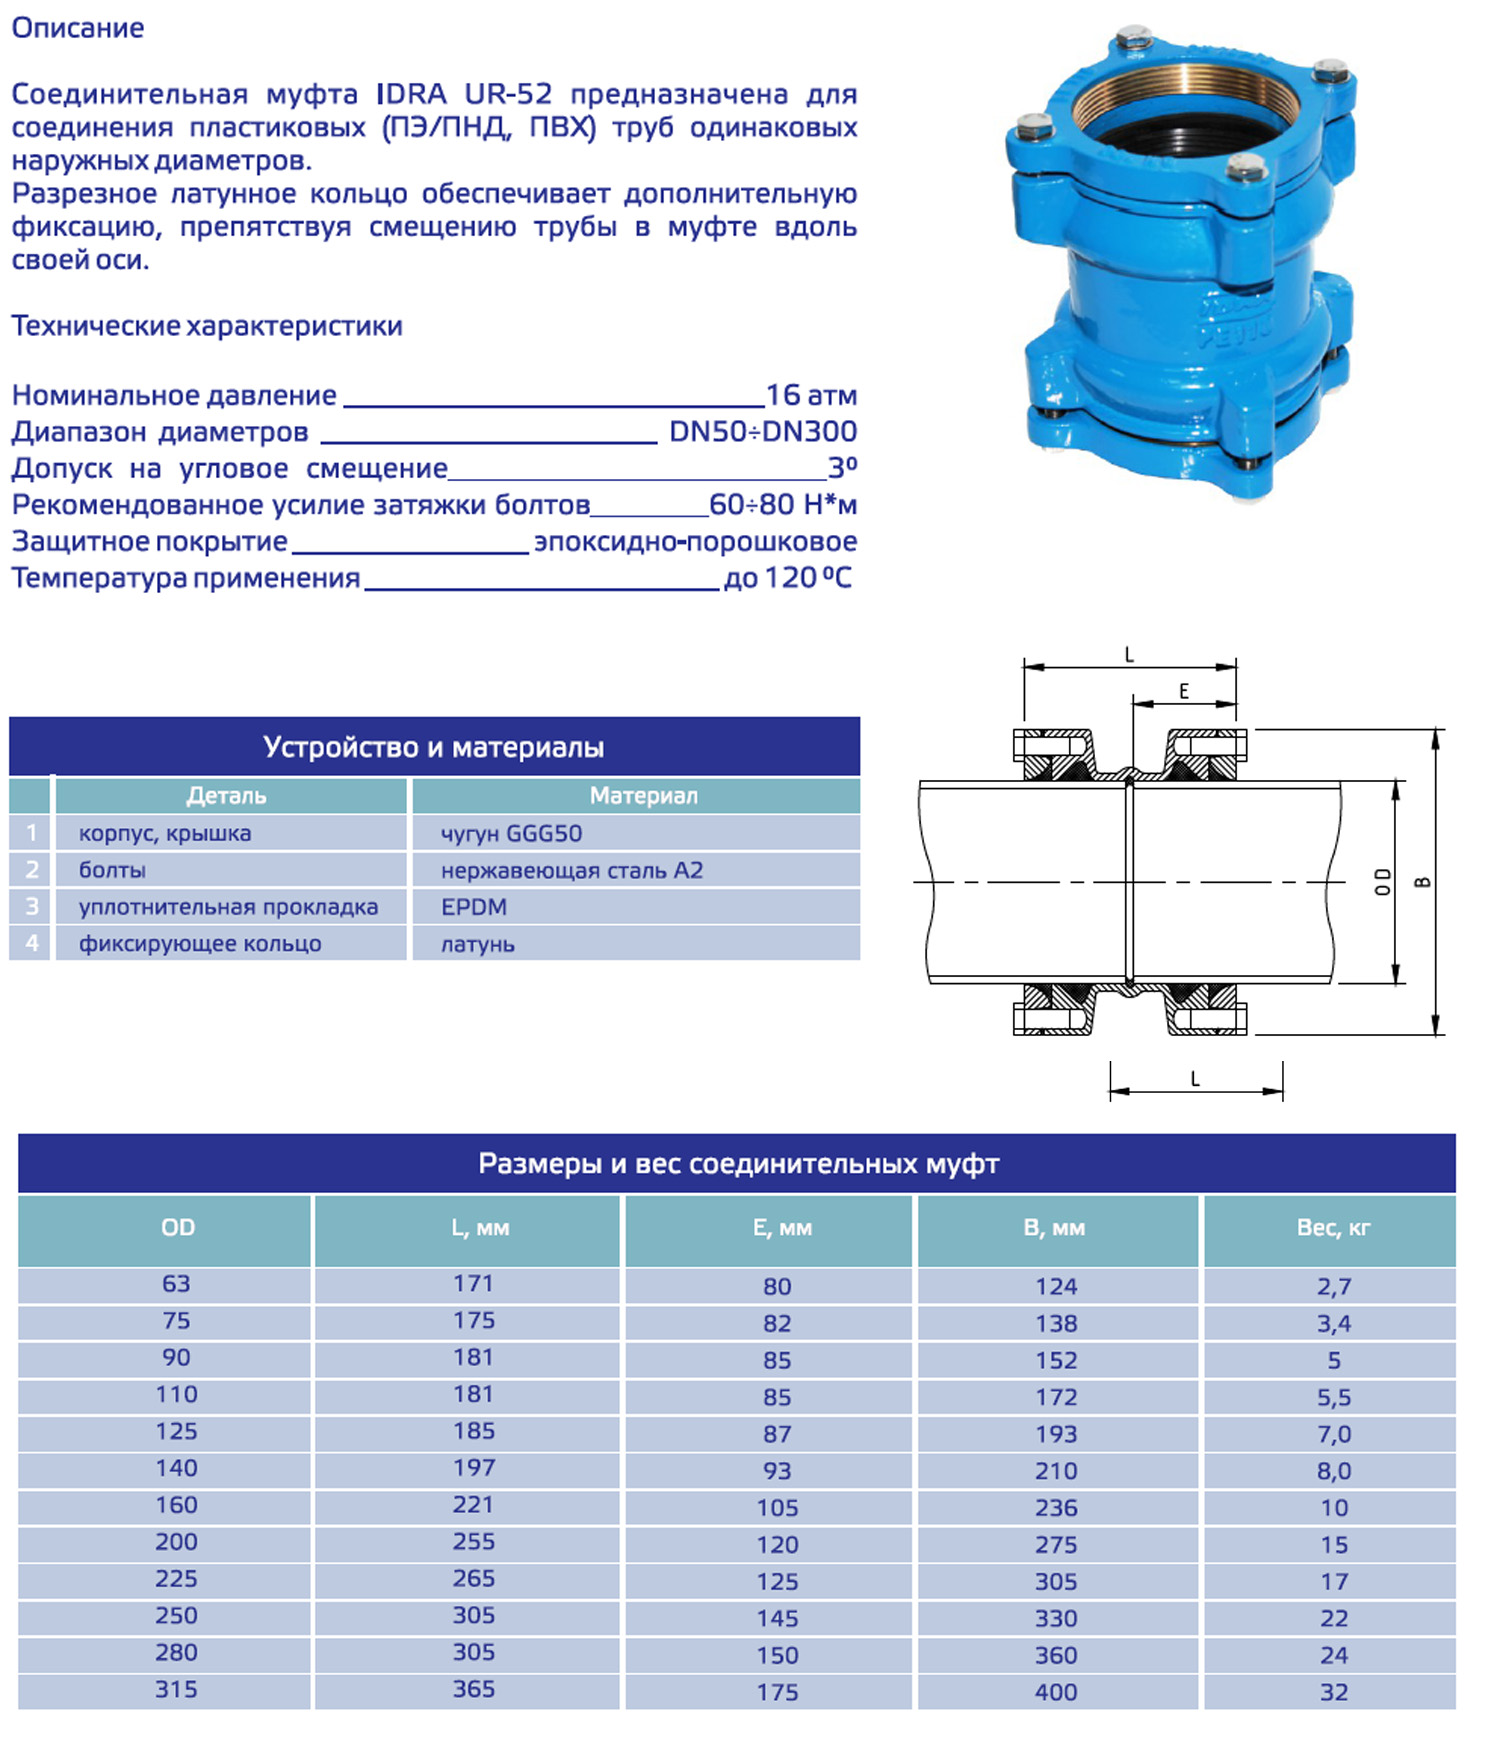 Описание
Соединительная муфта IDRA UR-52 предназначена для
соединения пластиковых (ПЭ/ПНД, ПВХ) труб одинаковых
наружных диаметров.
Разрезное латунное кольцо обеспечивает дополнительную
фиксацию, препятствуя смещению трубы в муфте вдоль
своей оси.
Технические характеристики
Номинальное давление 16 атм
Диапазон диаметров DN50÷DN300
Допуск на угловое смещение 3º
Рекомендованное усилие затяжки болтов 60÷80 Н*м
Защитное покрытие эпоксидно-порошковое
Температура применения до 120 ºС
L
E
OD
B
L
Устройство и материалы
Деталь Материал
1 корпус, крышка чугун GGG50
2 болты нержавеющая сталь А2
3 уплотнительная прокладка EPDM
4 фиксирующее кольцо латунь
Размеры и вес соединительных муфт
OD L, мм E, мм B, мм Вес, кг
63 171 80 124 2,7
75 175 82 138 3,4
90 181 85 152 5
110 181 85 172 5,5
125 185 87 193 7,0
140 197 93 210 8,0
160 221 105 236 10
200 255 120 275 15
225 265 125 305 17
250 305 145 330 22
280 305 150 360 24
315 365 175 400 32